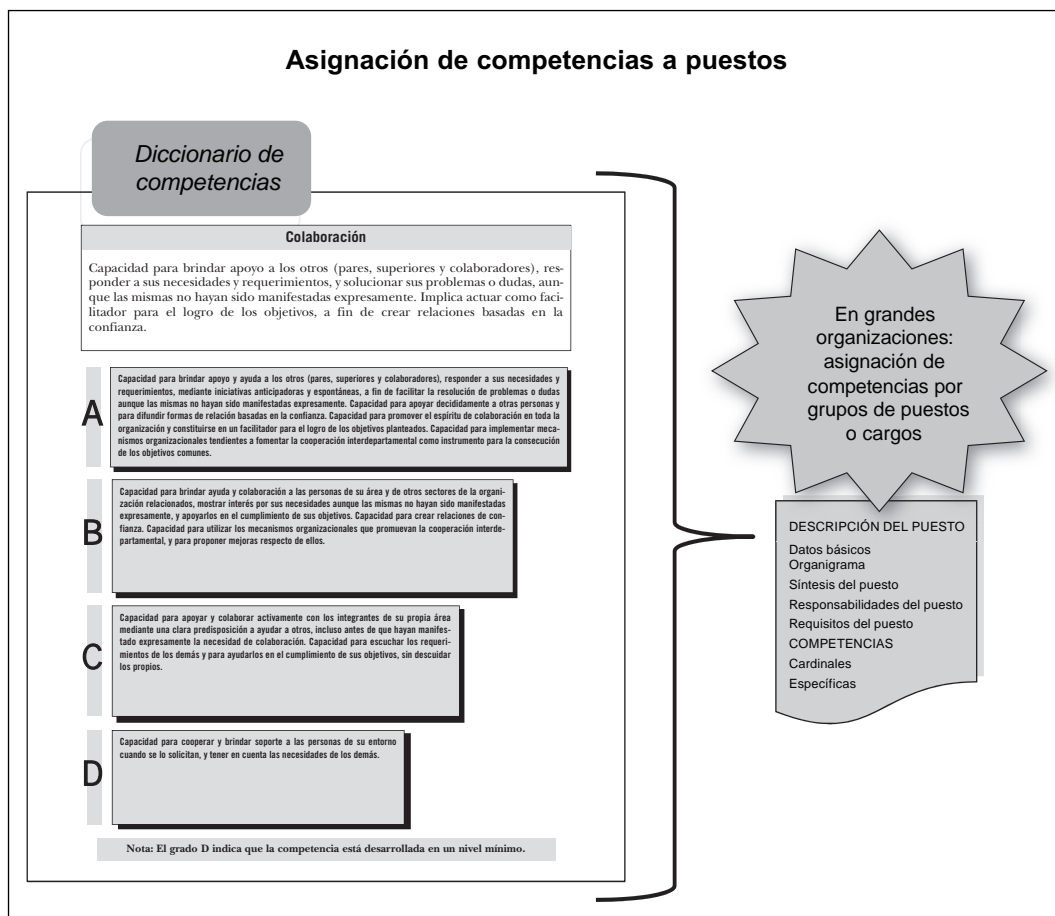 Asignación de competencias a puestos
Diccionario de
competencias
Colaboración
Capacidad para brindar apoyo a los otros (pares, superiores y colaboradores), res-
ponder a sus necesidades y requerimientos, y solucionar sus problemas o dudas, aun-
que las mismas no hayan sido manifestadas expresamente. Implica actuar como faci-
litador para el logro de los objetivos, a fin de crear relaciones basadas en la
confianza.
A
Capacidad para brindar apoyo y ayuda a los otros (pares, superiores y colaboradores), responder a sus necesidades y
requerimientos, mediante iniciativas anticipadoras y espontáneas, a fin de facilitar la resolución de problemas o dudas
aunque las mismas no hayan sido manifestadas expresamente. Capacidad para apoyar decididamente a otras personas y
para difundir formas de relación basadas en la confianza. Capacidad para promover el espíritu de colaboración en toda la
organización y constituirse en un facilitador para el logro de los objetivos planteados. Capacidad para implementar meca-
nismos organizacionales tendientes a fomentar la cooperación interdepartamental como instrumento para la consecución
de los objetivos comunes.
B
Capacidad para brindar ayuda y colaboración a las personas de su área y de otros sectores de la organi-
zación relacionados, mostrar interés por sus necesidades aunque las mismas no hayan sido manifestadas
expresamente, y apoyarlos en el cumplimiento de sus objetivos. Capacidad para crear relaciones de con-
fianza. Capacidad para utilizar los mecanismos organizacionales que promuevan la cooperación interde-
partamental, y para proponer mejoras respecto de ellos.
C
Capacidad para apoyar y colaborar activamente con los integrantes de su propia área
mediante una clara predisposición a ayudar a otros, incluso antes de que hayan manifes-
tado expresamente la necesidad de colaboración. Capacidad para escuchar los requeri-
mientos de los demás y para ayudarlos en el cumplimiento de sus objetivos, sin descuidar
los propios.
D
Capacidad para cooperar y brindar soporte a las personas de su entorno
cuando se lo solicitan, y tener en cuenta las necesidades de los demás.
Nota: El grado D indica que la competencia está desarrollada en un nivel mínimo.
En grandes
organizaciones:
asignación de
competencias por
grupos de puestos
o cargos
DESCRIPCIÓN DEL PUESTO
Datos básicos
Organigrama
Síntesis del puesto
Responsabilidades del puesto
Requisitos del puesto
COMPETENCIAS
Cardinales
Específicas